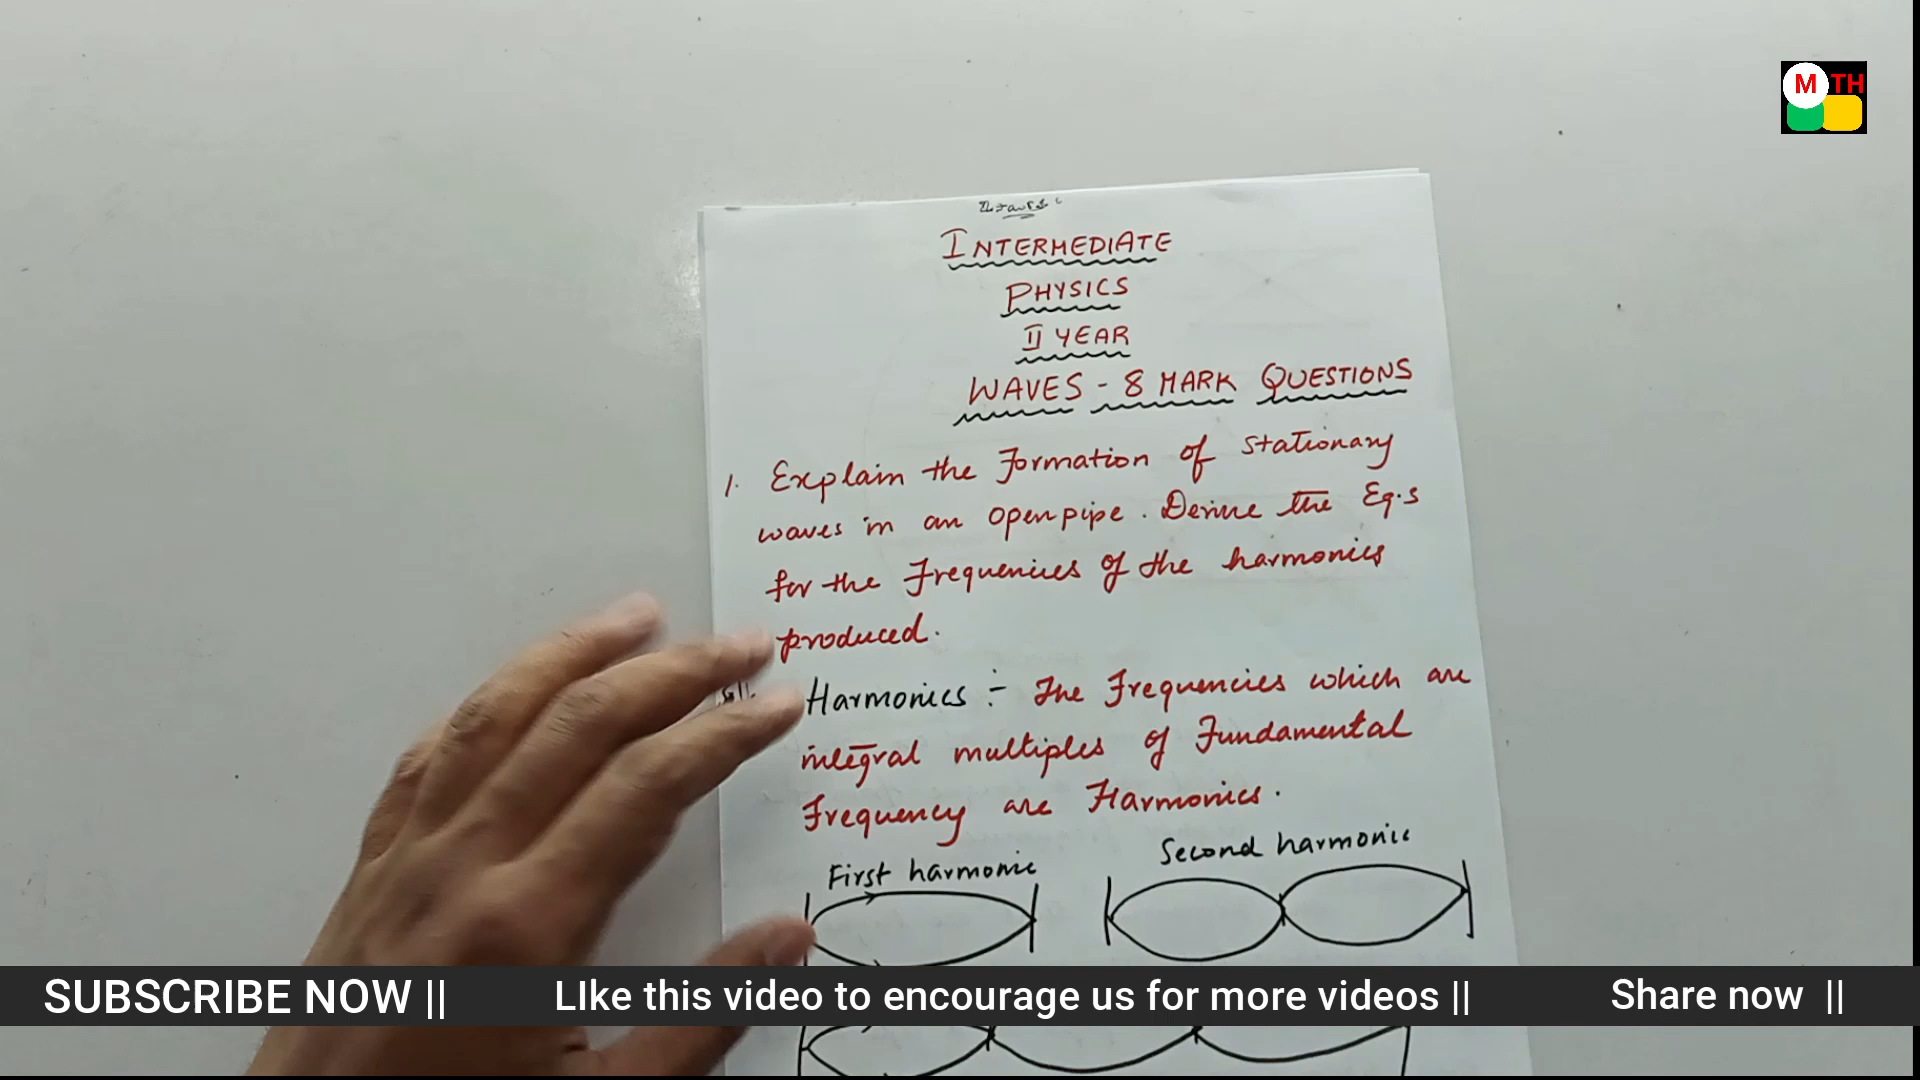 M TH
INTERMEDIATE
PHYSICS
II YEAR
WAVES - 8 MARK QUESTIONS
1. Explain the Formation of stationary
waves in an open pipe. Derive the Eq.s
for the Frequencies of the harmonics
produced.
Harmonics :- The Frequencies which are
integral multiples of Fundamental
Frequency are Harmonics.
First harmonic
Second harmonic
SUBSCRIBE NOW || LIke this video to encourage us for more videos || Share now ||